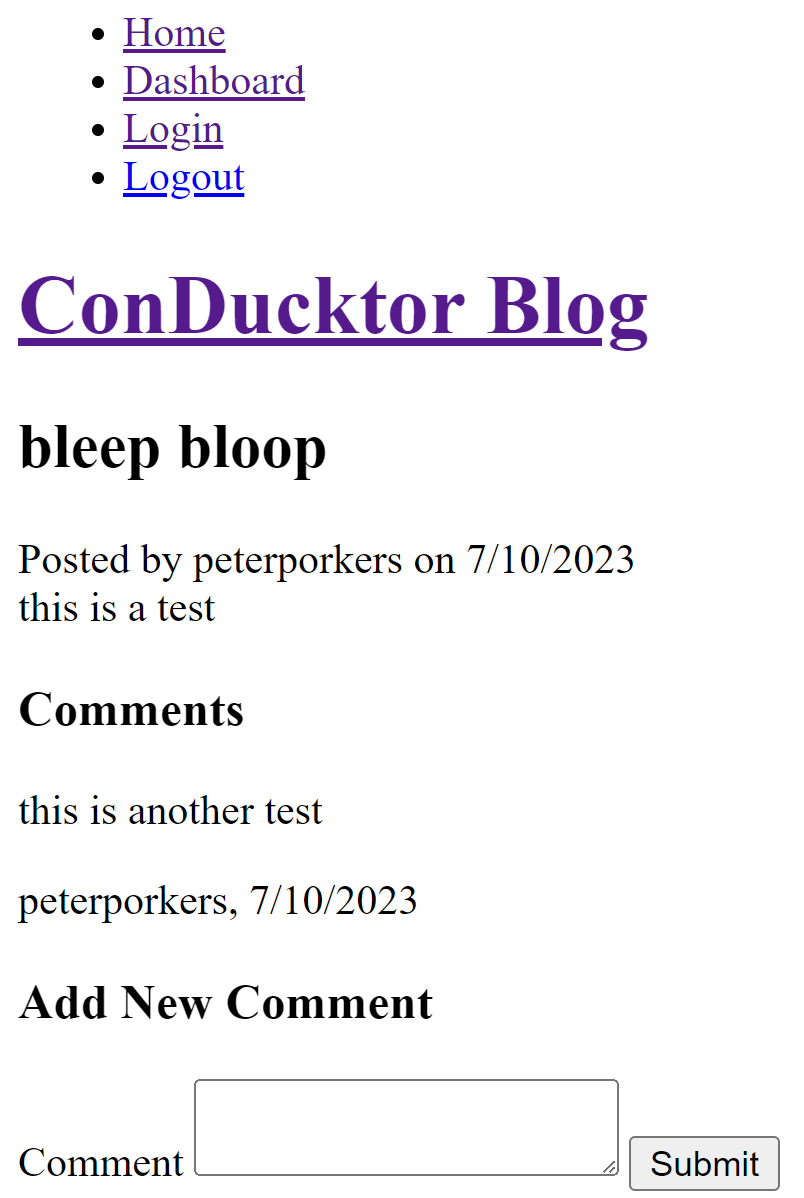 Home
Dashboard
Login
Logout
ConDucktor Blog
bleep bloop
Posted by peterporkers on 7/10/2023
this is a test
Comments
this is another test
peterporkers, 7/10/2023
Add New Comment
Comment Submit